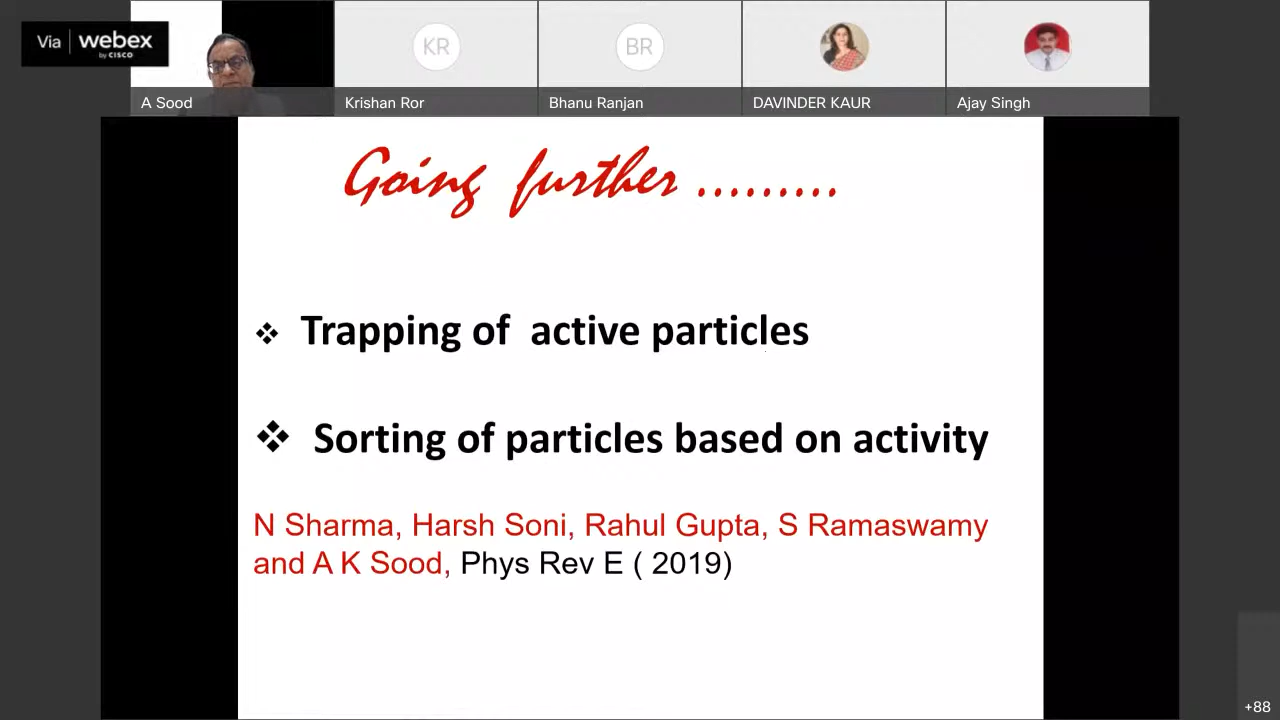 Via webex
by CISCO
KR
BR
A Sood
Krishan Ror
Bhanu Ranjan
DAVINDER KAUR
Ajay Singh
Going further .........
Trapping of active particles
Sorting of particles based on activity
N Sharma, Harsh Soni, Rahul Gupta, S Ramaswamy
and A K Sood, Phys Rev E ( 2019)
+88